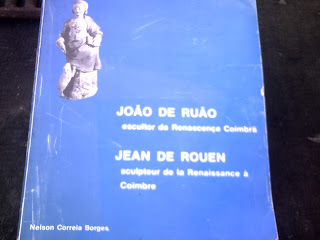 JOÃO DE RUÃO
escultor da Renascença Coimbrã
JEAN DE ROUEN
sculpteur de la Renaissance à
Coimbre
Nelson Correia Borges